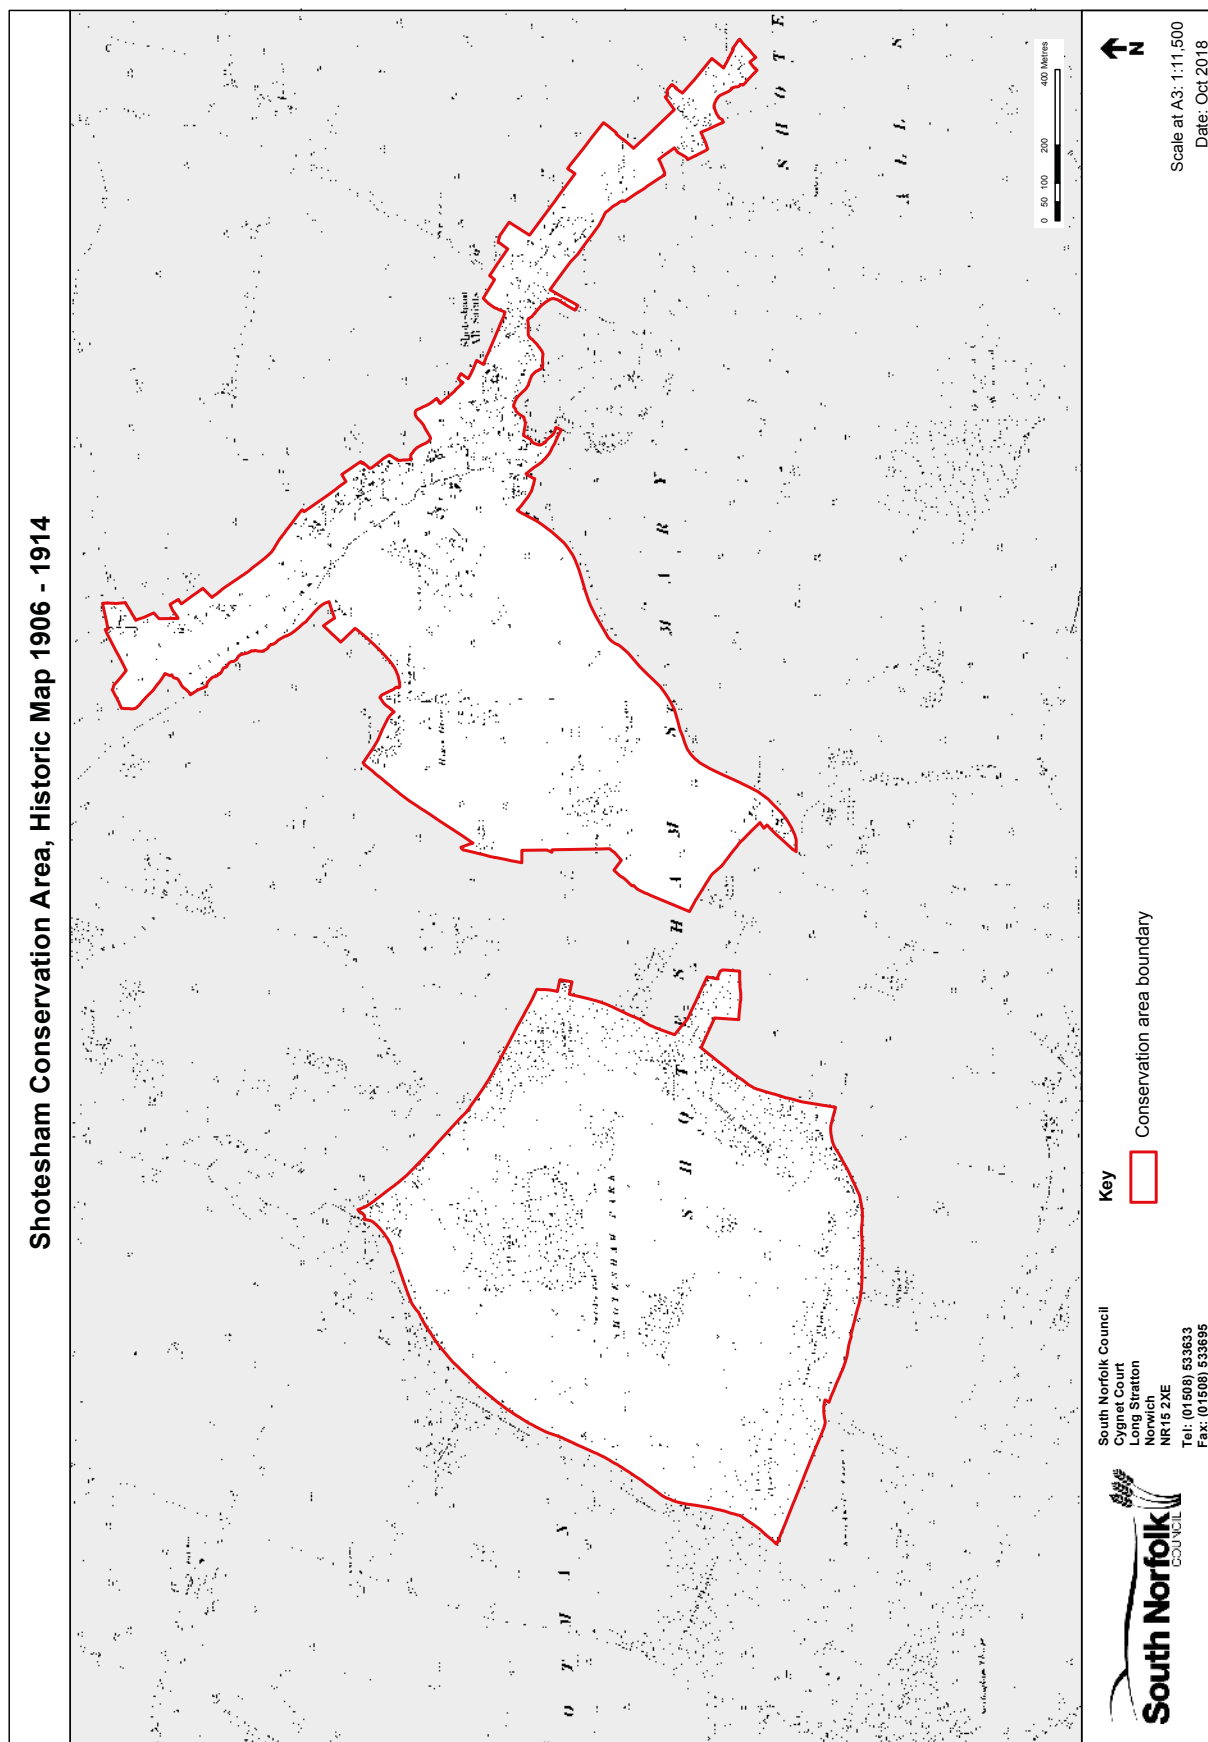 Shotesham Conservation Area, Historic Map 1906 - 1914
Shotesham
All Saints
SHOTESHAM PARK
O T M A N
S H O T E S H A M S T M A R Y
S H O T E
A L L S
0 50 100 200 400 Metres
N
Scale at A3: 1:11,500
Date: Oct 2018
Key
Conservation area boundary
South Norfolk Council
Cygnet Court
Long Stratton
Norwich
NR15 2XE
Tel: (01508) 533633
Fax: (01508) 533695
South Norfolk
COUNCIL